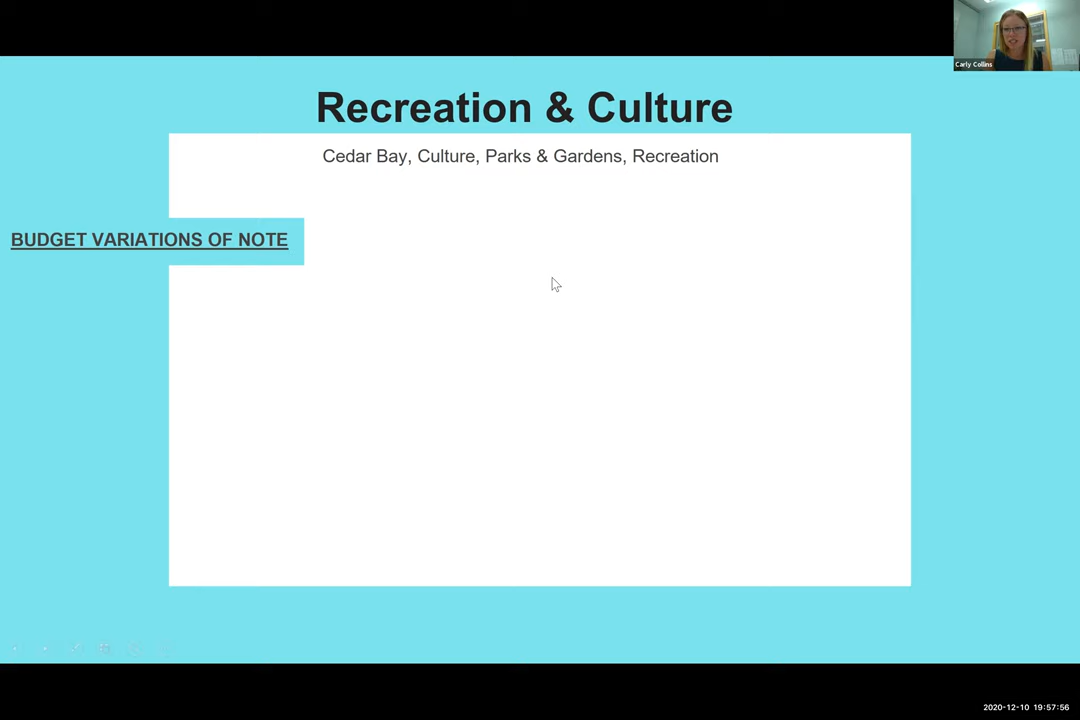 Carly Collins
Recreation & Culture
Cedar Bay, Culture, Parks & Gardens, Recreation
BUDGET VARIATIONS OF NOTE
2020-12-10 19:57:56